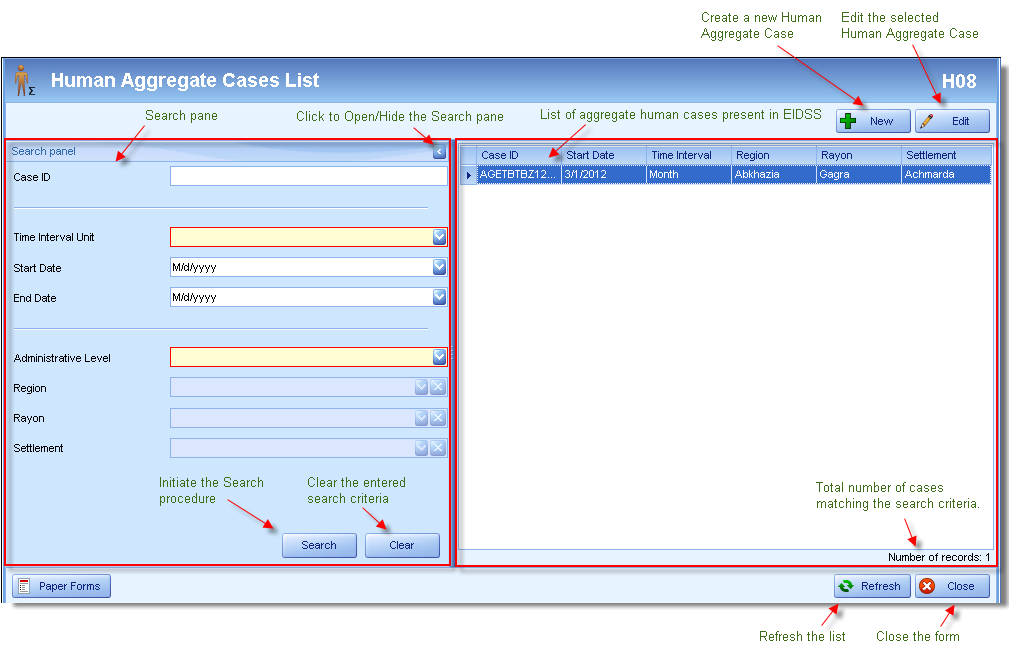 Create a new Human
Aggregate Case
Edit the selected
Human Aggregate Case
Σ
Human Aggregate Cases List
H08
Search pane
Click to Open/Hide the Search pane
List of aggregate human cases present in EIDSS
New
Edit
Search panel
Case ID
Time Interval Unit
Start Date
M/d/yyyy
End Date
M/d/yyyy
Administrative Level
Region
Rayon
Settlement
Initiate the Search
procedure
Clear the entered
search criteria
Search
Clear
Case ID Start Date Time Interval Region Rayon Settlement
AGETBTBZ12... 3/1/2012 Month Abkhazia Gagra Achmarda
Total number of cases
matching the search criteria.
Number of records: 1
Paper Forms
Refresh
Close
Refresh the list
Close the form